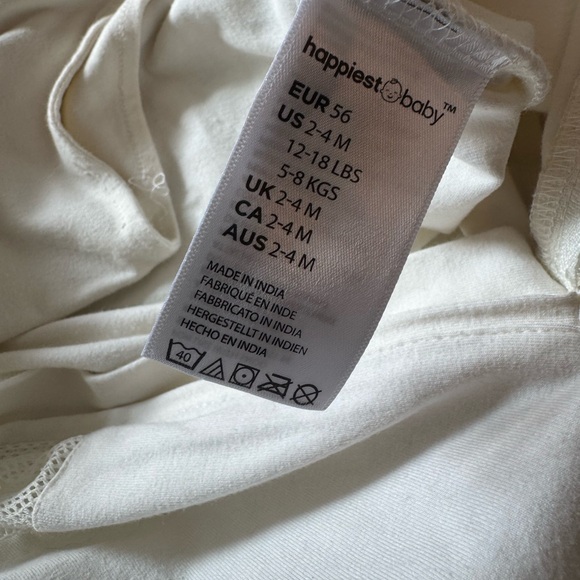 happiest baby™
EUR 56
US 2-4 M
12-18 LBS
5-8 KGS
UK 2-4 M
CA 2-4 M
AUS 2-4 M
MADE IN INDIA
FABRIQUÉ EN INDE
FABBRICATO IN INDIA
HERGESTELLT IN INDIEN
HECHO EN INDIA
40